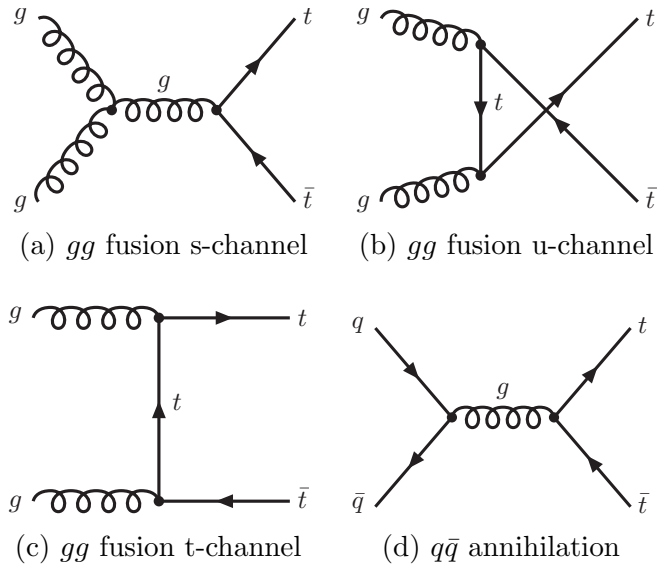 g
t
g
g
t̄
(a) gg fusion s-channel
g
t
t
g
t̄
(b) gg fusion u-channel
g
t
t
g
t̄
(c) gg fusion t-channel
q
t
g
q̄
t̄
(d) qq̄ annihilation